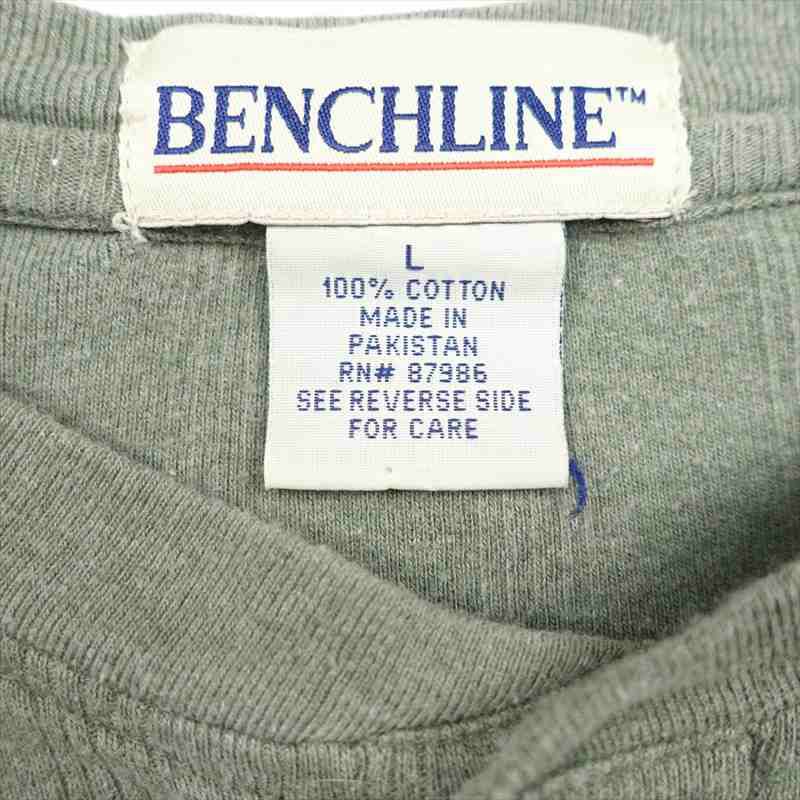 BENCHLINE™
L
100% COTTON
MADE IN
PAKISTAN
RN# 87986
SEE REVERSE SIDE
FOR CARE